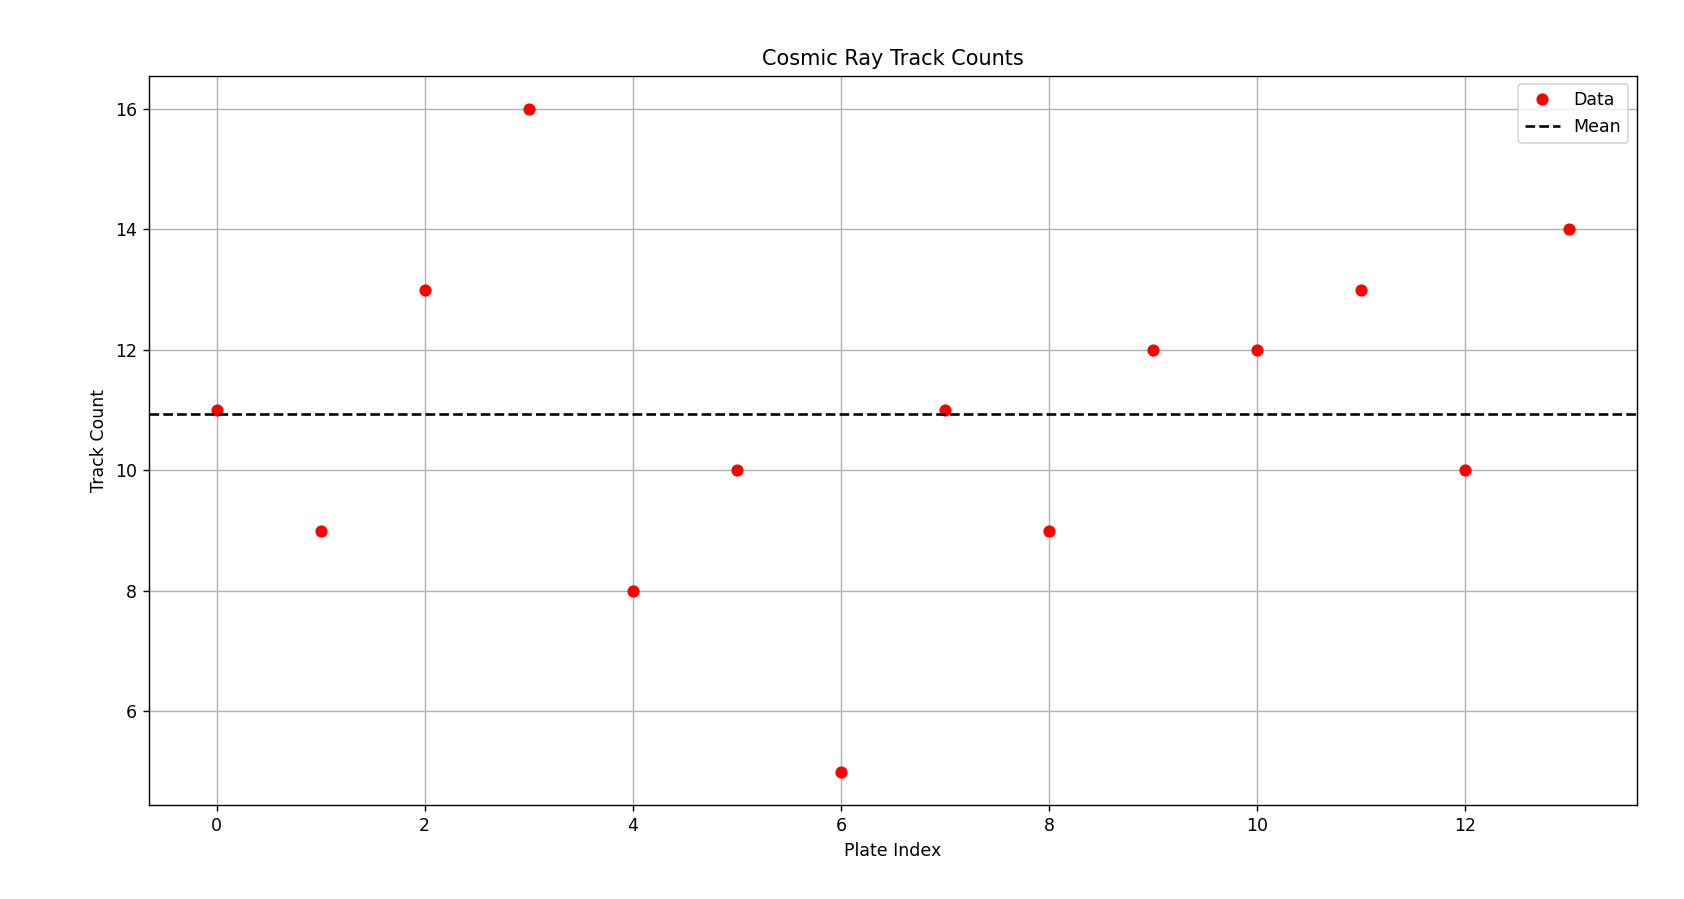 Cosmic Ray Track Counts
Data
Mean
16
14
12
10
8
6
Track Count
0 2 4 6 8 10 12
Plate Index